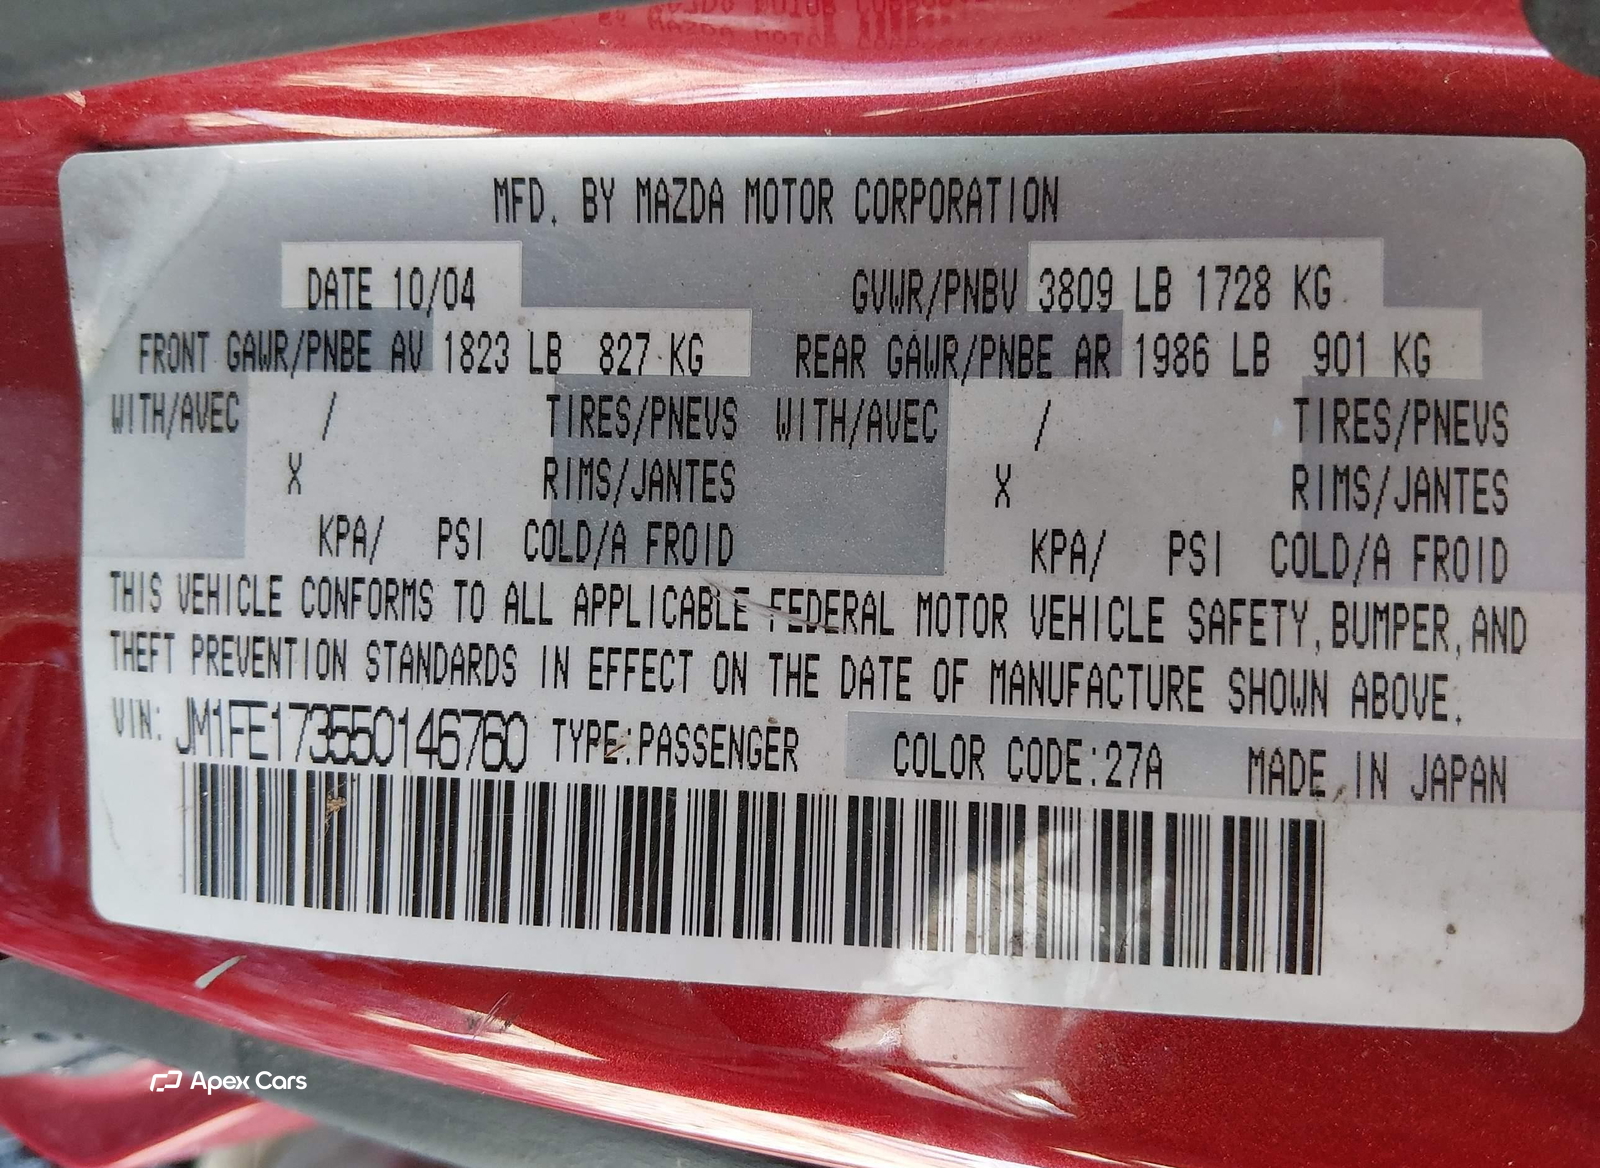 MFD. BY MAZDA MOTOR CORPORATION
DATE 10/04 GVWR/PNBV 3809 LB 1728 KG
FRONT GAWR/PNBE AV 1823 LB 827 KG REAR GAWR/PNBE AR 1986 LB 901 KG
WITH/AVEC / TIRES/PNEVS WITH/AVEC / TIRES/PNEVS
X RIMS/JANTES X RIMS/JANTES
KPA/ PSI COLD/A FROID KPA/ PSI COLD/A FROID
THIS VEHICLE CONFORMS TO ALL APPLICABLE FEDERAL MOTOR VEHICLE SAFETY, BUMPER, AND
THEFT PREVENTION STANDARDS IN EFFECT ON THE DATE OF MANUFACTURE SHOWN ABOVE.
VIN: JM1FE173550146760 TYPE: PASSENGER COLOR CODE: 27A MADE IN JAPAN
Apex Cars